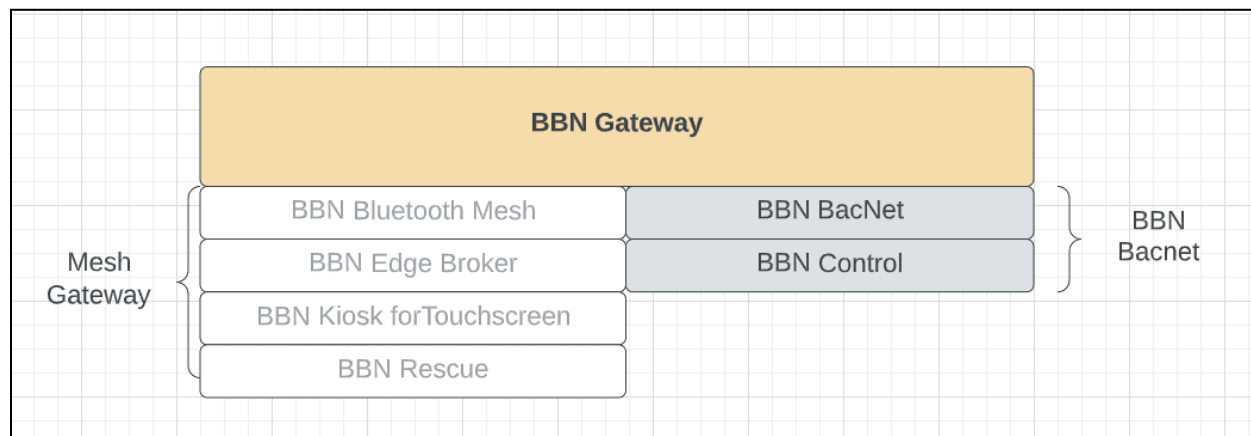 BBN Gateway
BBN Bluetooth Mesh
BBN BacNet
BBN Edge Broker
BBN Control
BBN Kiosk forTouchscreen
BBN Rescue
Mesh
Gateway
BBN
Bacnet